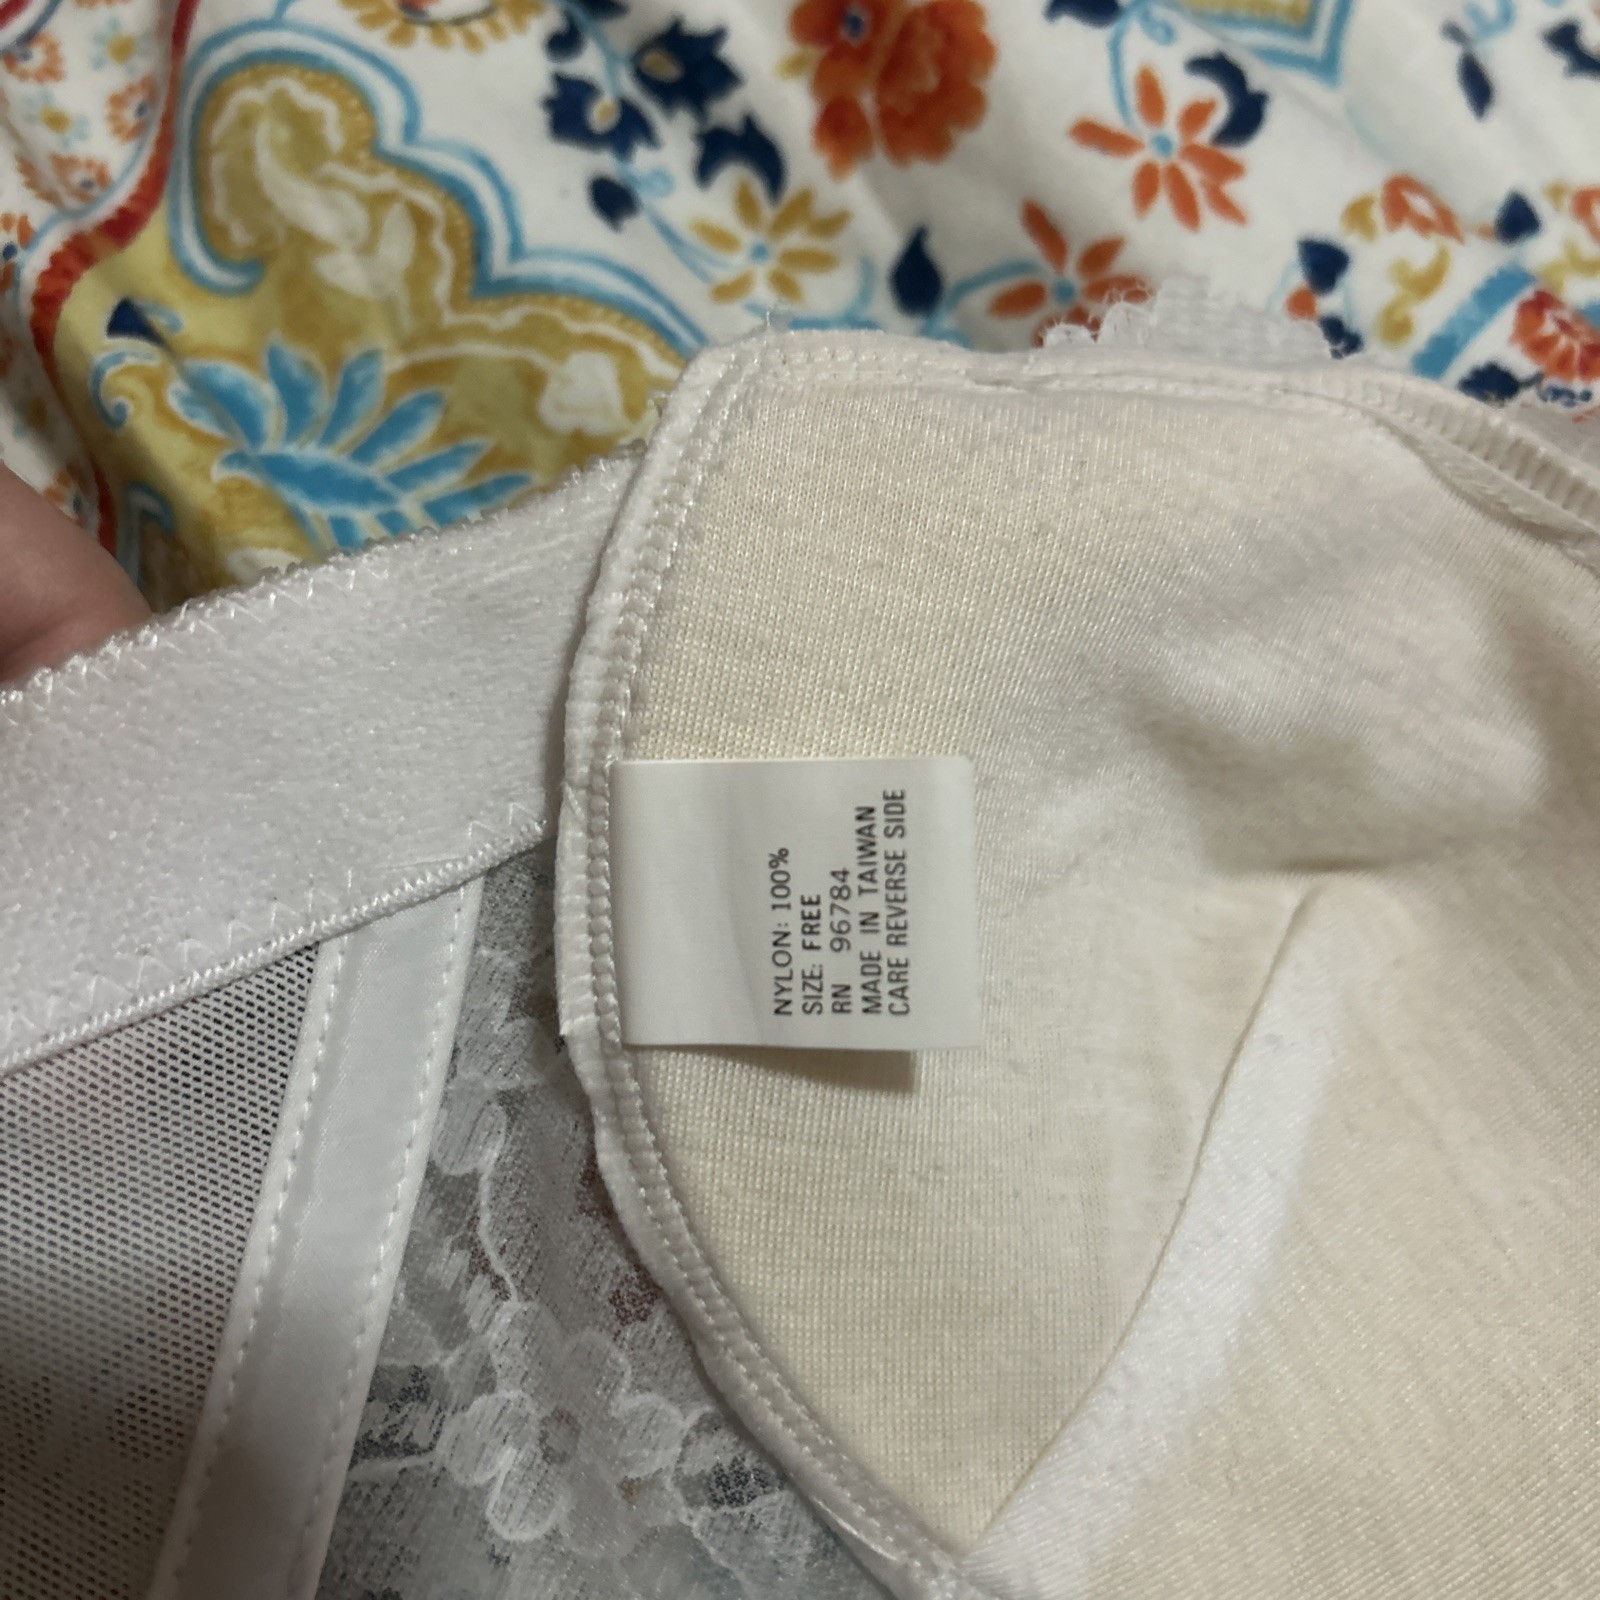 NYLON: 100%
SIZE: FREE
RN 96784
MADE IN TAIWAN
CARE REVERSE SIDE